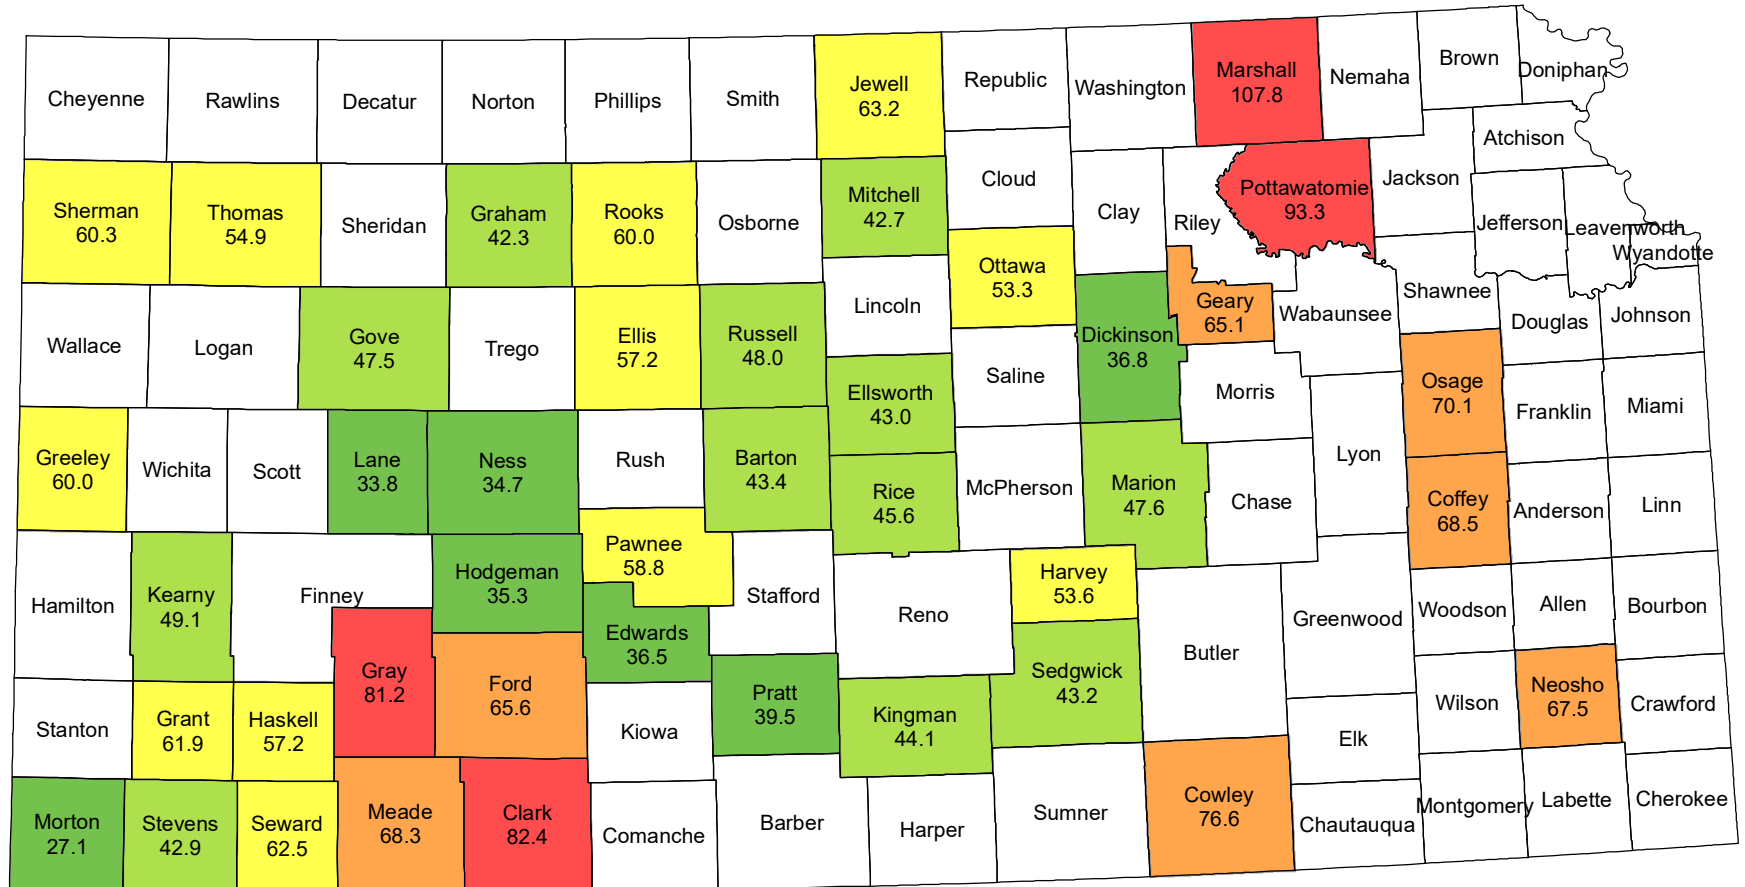 Cheyenne
Rawlins
Decatur
Norton
Phillips
Smith
Jewell
63.2
Republic
Washington
Marshall
107.8
Nemaha
Brown
Doniphan
Sherman
60.3
Thomas
54.9
Sheridan
Graham
42.3
Rooks
60.0
Osborne
Mitchell
42.7
Cloud
Clay
Riley
Pottawatomie
93.3
Jackson
Atchison
Jefferson
Leavenworth
Wyandotte
Wallace
Logan
Gove
47.5
Trego
Ellis
57.2
Russell
48.0
Lincoln
Ottawa
53.3
Saline
Dickinson
36.8
Geary
65.1
Wabaunsee
Shawnee
Douglas
Johnson
Greeley
60.0
Wichita
Scott
Lane
33.8
Ness
34.7
Rush
Barton
43.4
Ellsworth
43.0
Rice
45.6
McPherson
Marion
47.6
Morris
Chase
Lyon
Osage
70.1
Franklin
Miami
Coffey
68.5
Anderson
Linn
Hamilton
Kearny
49.1
Finney
Hodgeman
35.3
Pawnee
58.8
Edwards
36.5
Stafford
Reno
Harvey
53.6
Sedgwick
43.2
Butler
Greenwood
Woodson
Allen
Bourbon
Stanton
Grant
61.9
Haskell
57.2
Gray
81.2
Ford
65.6
Kiowa
Pratt
39.5
Kingman
44.1
Elk
Wilson
Neosho
67.5
Crawford
Morton
27.1
Stevens
42.9
Seward
62.5
Meade
68.3
Clark
82.4
Comanche
Barber
Harper
Sumner
Cowley
76.6
Chautauqua
Montgomery
Labette
Cherokee